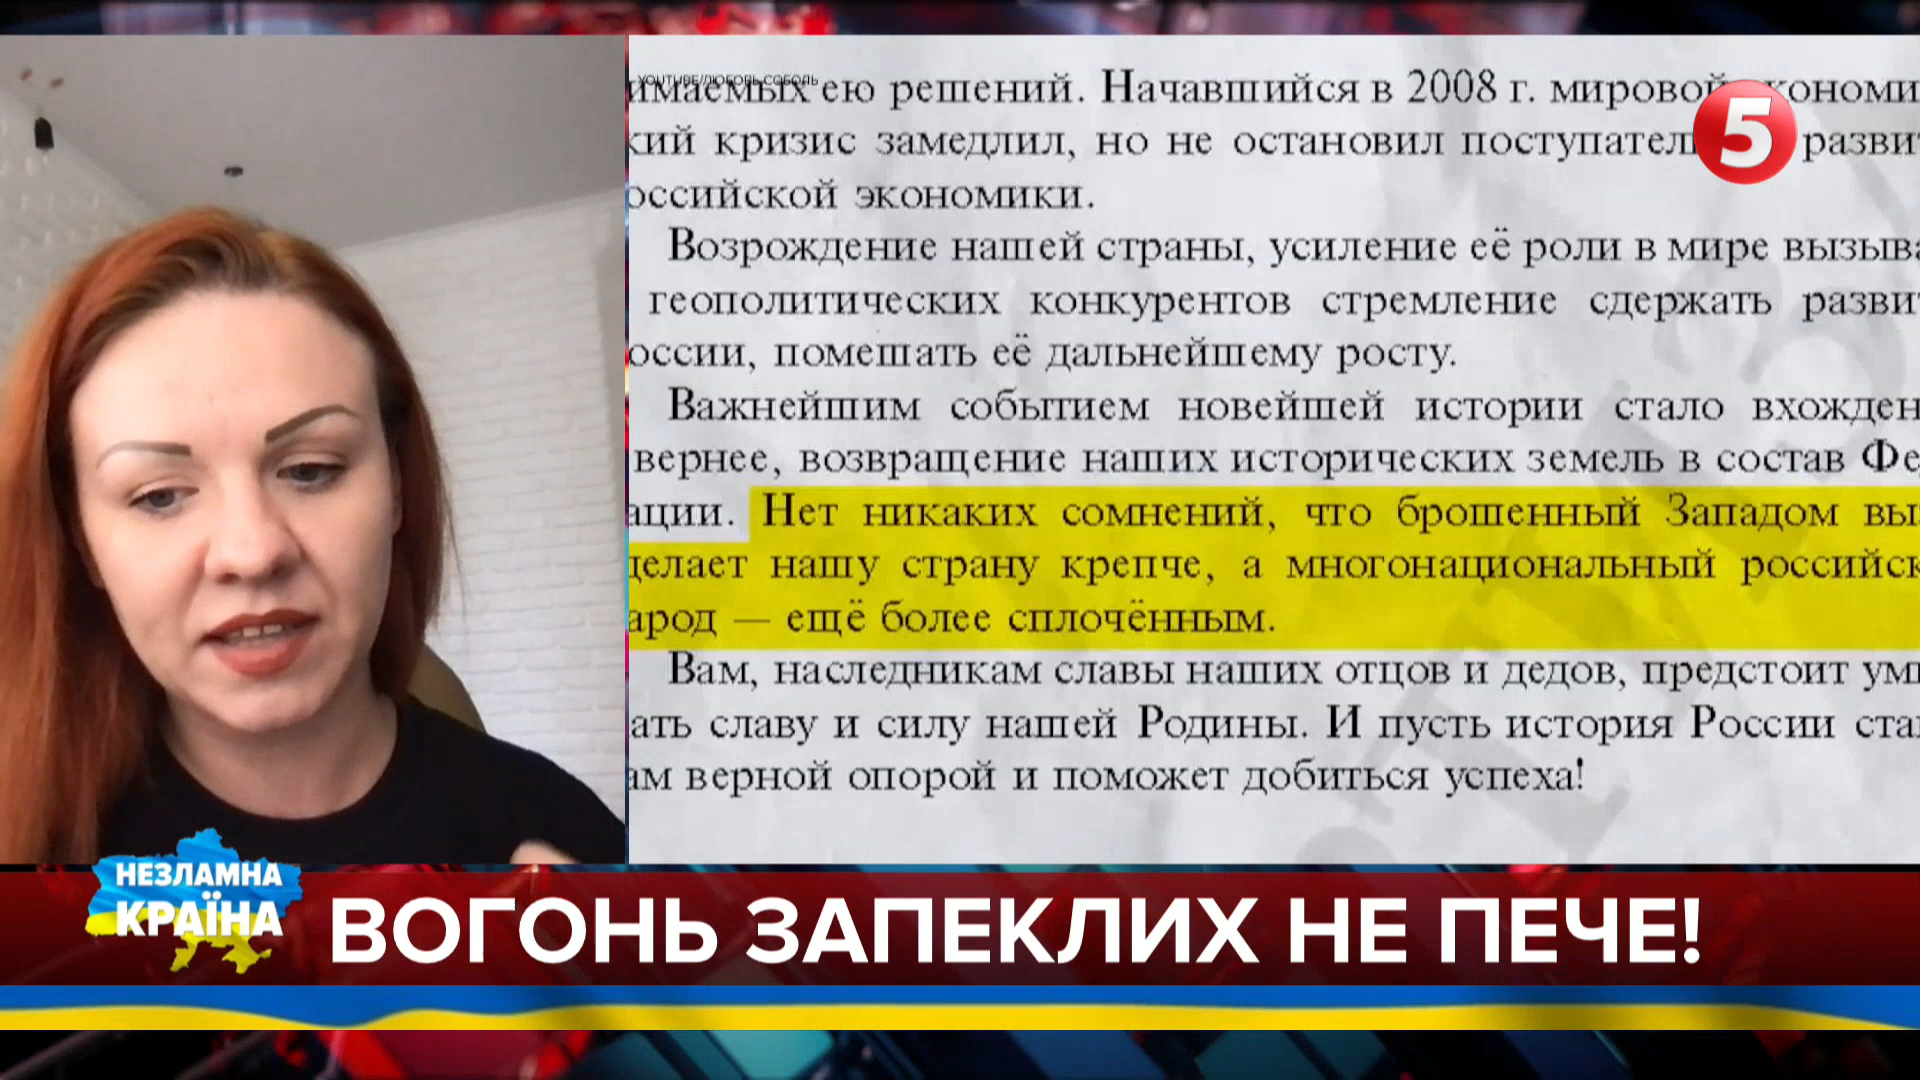 YOUTUBE/ЛЮБОВЬ СОБОЛЬ
имаемых ею решений. Начавшийся в 2008 г. мировой кономи
кий кризис замедлил, но не остановил поступател разви
оссийской экономики.
5
Возрождение нашей страны, усиление её роли в мире вызыва
геополитических конкурентов стремление сдержать разви
оссии, помешать её дальнейшему росту.
Важнейшим событием новейшей истории стало вхожден
вернее, возвращение наших исторических земель в состав Фе
ации. Нет никаких сомнений, что брошенный Западом выз
делает нашу страну крепче, а многонациональный российск
арод — ещё более сплочённым.
Вам, наследникам славы наших отцов и дедов, предстоит ум
ать славу и силу нашей Родины. И пусть история России ста
ам верной опорой и поможет добиться успеха!
НЕЗЛАМНА
КРАЇНА
ВОГОНЬ ЗАПЕКЛИХ НЕ ПЕЧЕ!